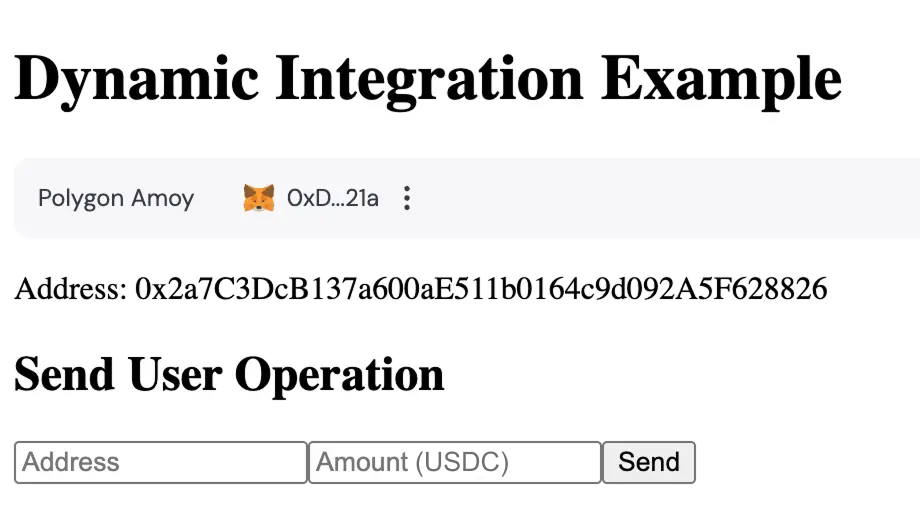 Dynamic Integration Example
Polygon Amoy 0xD...21a
Address: 0x2a7C3DcB137a600aE511b0164c9d092A5F628826
Send User Operation
Address Amount (USDC) Send